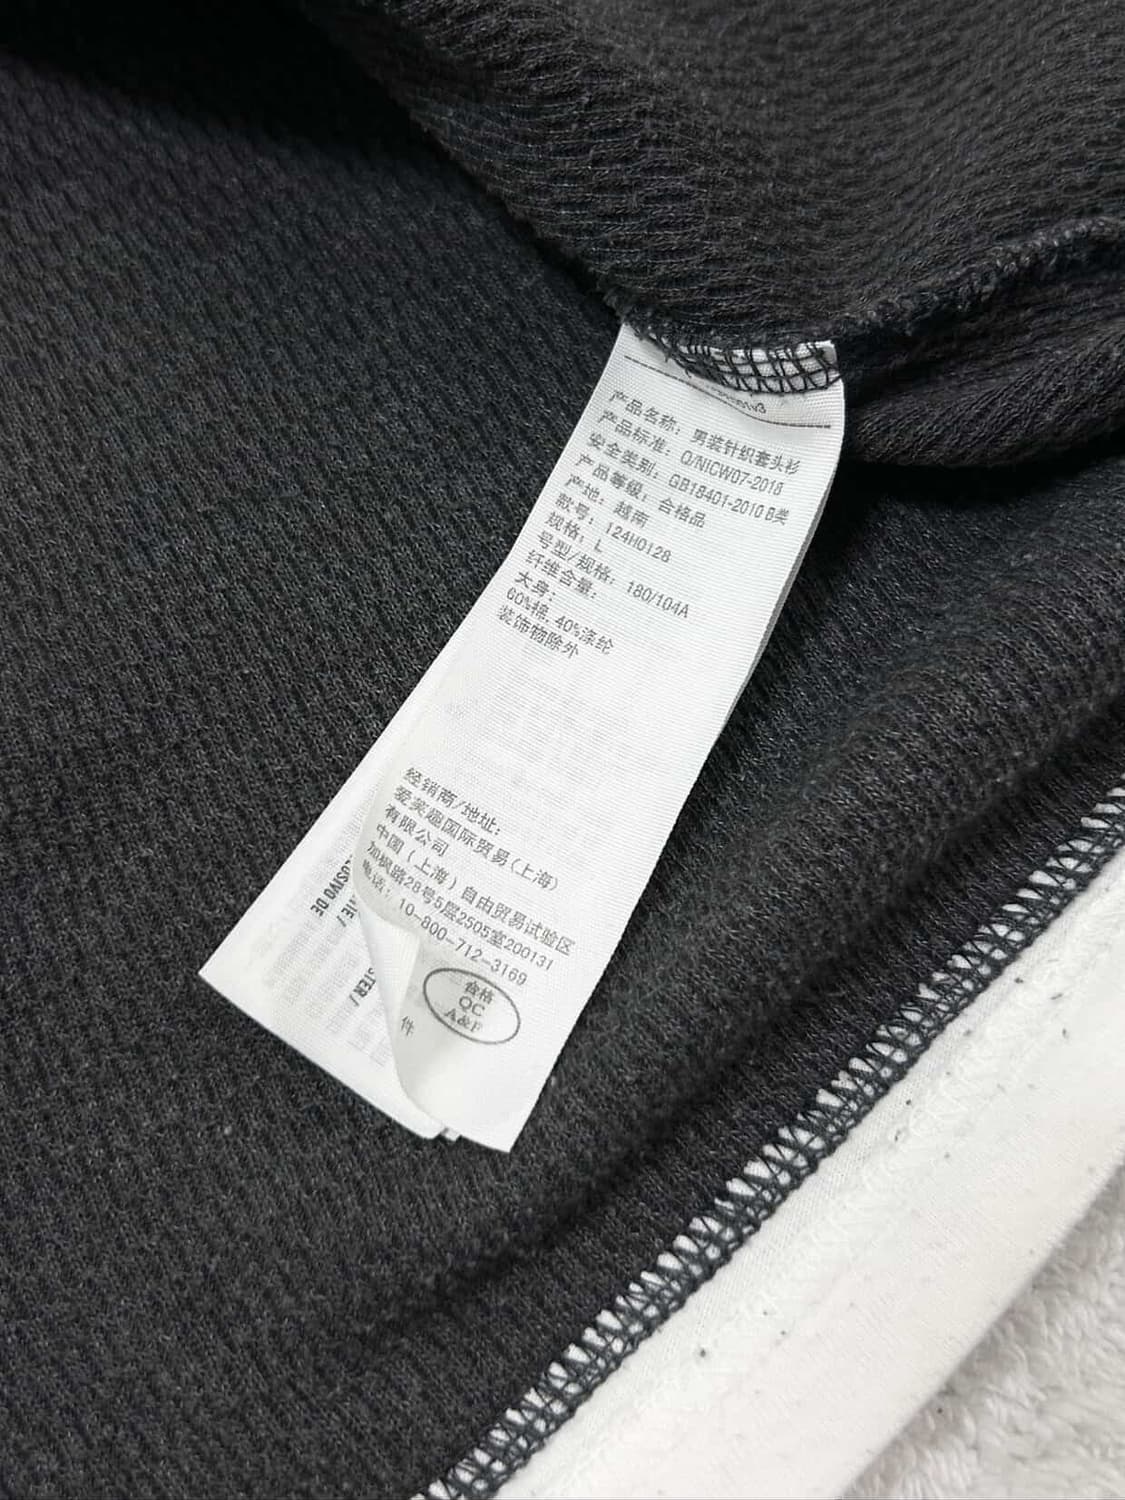 产品名称: 男装针织套头衫
产品标准: Q/NICW07-2018
安全类别: GB18401-2010 B类
产品等级: 合格品
产地: 越南
款号: 124H0128
规格: L
号型/规格: 180/104A
纤维含量:
大身:
60%棉, 40%涤纶
装饰物除外
经销商/地址:
爱芙趣国际贸易(上海)
有限公司
中国(上海)自由贸易试验区
加枫路28号5层2505室200131
电话: 10-800-712-3169
合格
QC
A&F
件